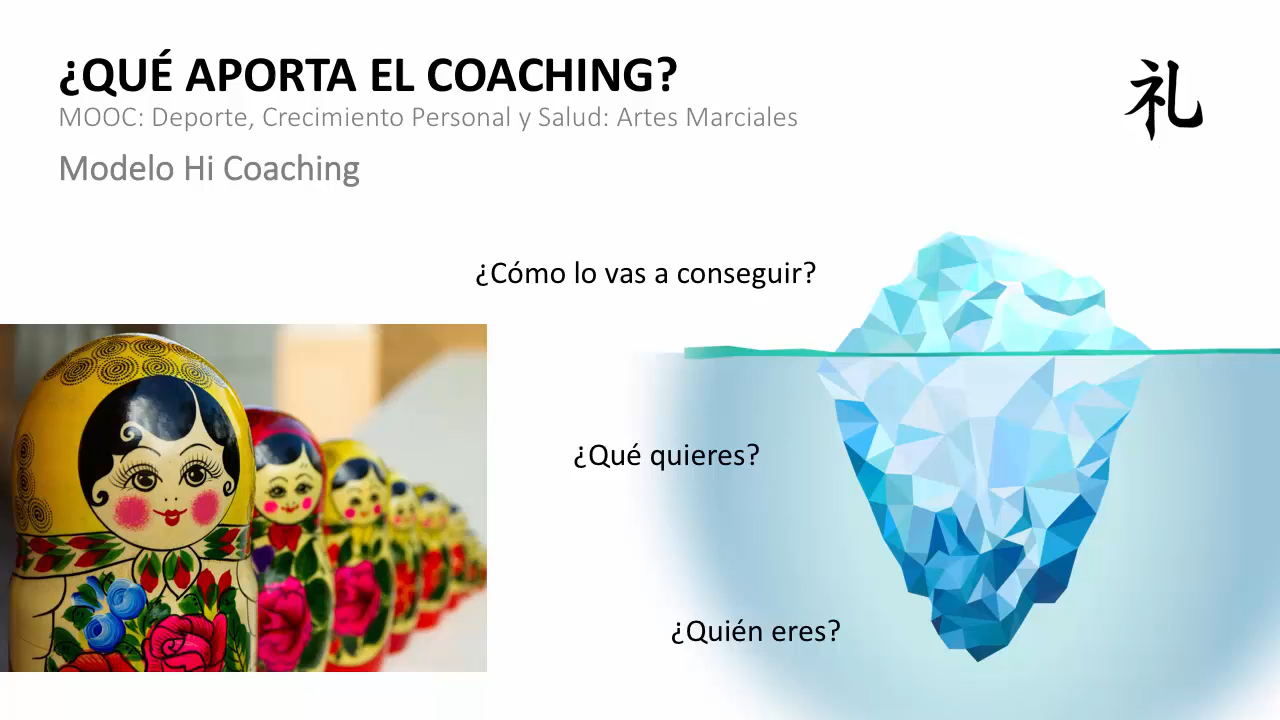 ¿QUÉ APORTA EL COACHING?
MOOC: Deporte, Crecimiento Personal y Salud: Artes Marciales
Modelo Hi Coaching
礼
¿Cómo lo vas a conseguir?
¿Qué quieres?
¿Quién eres?